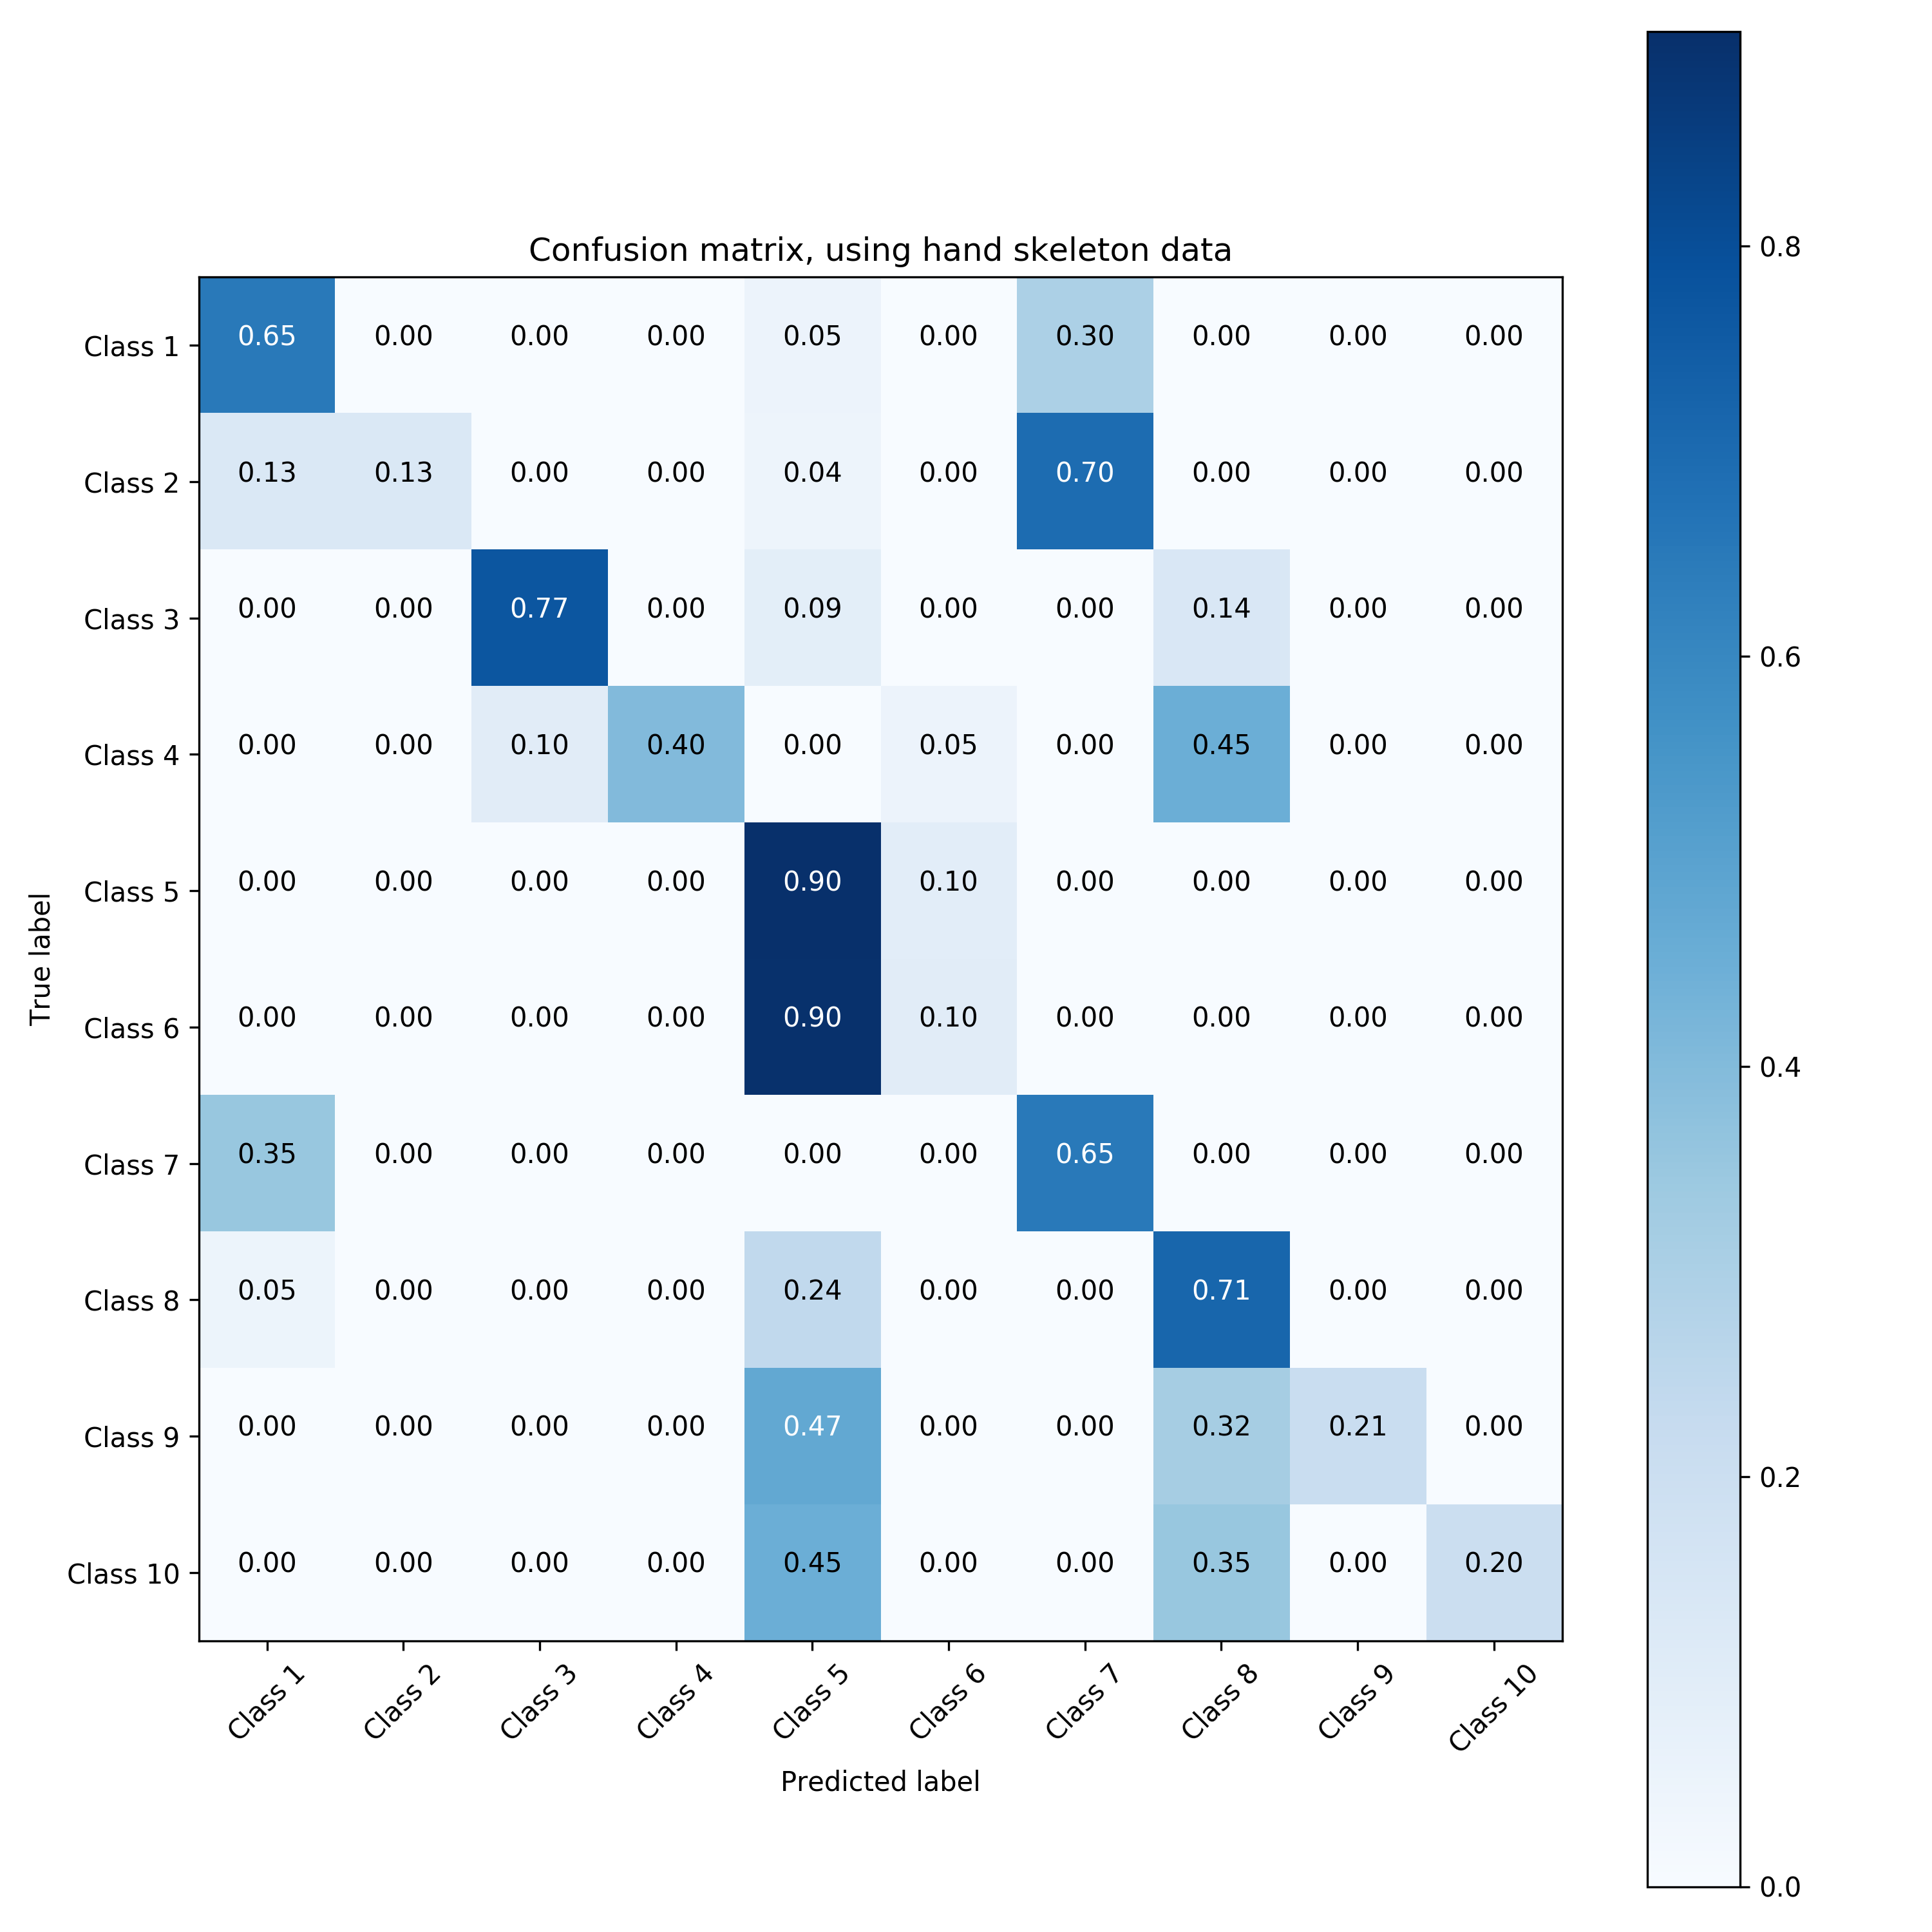 Confusion matrix, using hand skeleton data
Class 1 0.65 0.00 0.00 0.00 0.05 0.00 0.30 0.00 0.00 0.00
Class 2 0.13 0.13 0.00 0.00 0.04 0.00 0.70 0.00 0.00 0.00
Class 3 0.00 0.00 0.77 0.00 0.09 0.00 0.00 0.14 0.00 0.00
Class 4 0.00 0.00 0.10 0.40 0.00 0.05 0.00 0.45 0.00 0.00
Class 5 0.00 0.00 0.00 0.00 0.90 0.10 0.00 0.00 0.00 0.00
Class 6 0.00 0.00 0.00 0.00 0.90 0.10 0.00 0.00 0.00 0.00
Class 7 0.35 0.00 0.00 0.00 0.00 0.00 0.65 0.00 0.00 0.00
Class 8 0.05 0.00 0.00 0.00 0.24 0.00 0.00 0.71 0.00 0.00
Class 9 0.00 0.00 0.00 0.00 0.47 0.00 0.00 0.32 0.21 0.00
Class 10 0.00 0.00 0.00 0.00 0.45 0.00 0.00 0.35 0.00 0.20
True label
Class 1 Class 2 Class 3 Class 4 Class 5 Class 6 Class 7 Class 8 Class 9 Class 10
Predicted label
0.8
0.6
0.4
0.2
0.0